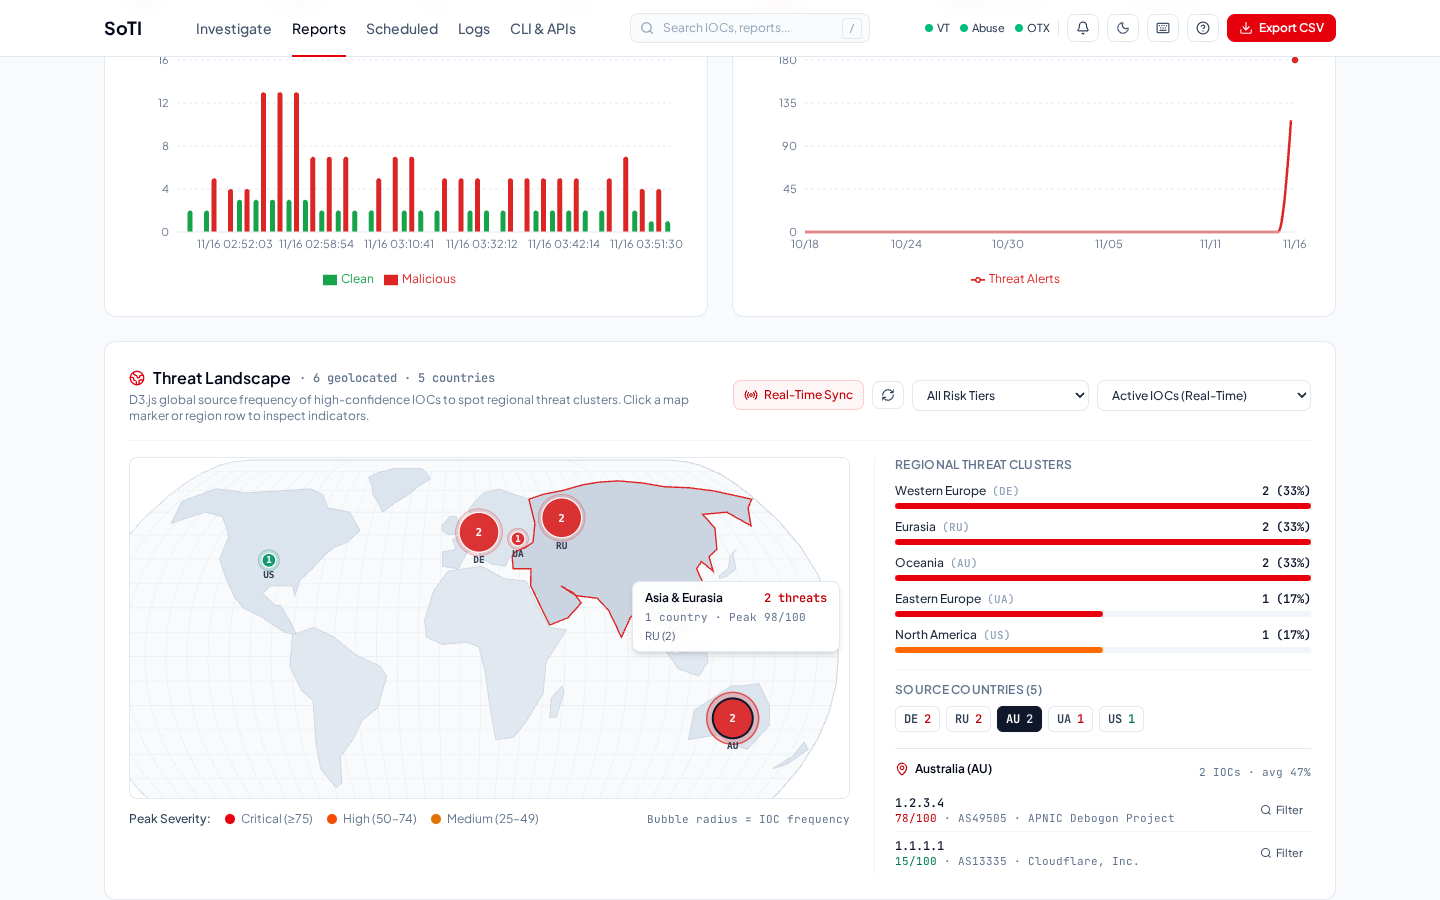 SoTI
Investigate
Reports
Scheduled
Logs
CLI & APIs
Search IOCs, reports...
/
VT
Abuse
OTX
Export CSV
16
12
8
4
0
11/16 02:52:03 11/16 02:58:54 11/16 03:10:41 11/16 03:32:12 11/16 03:42:14 11/16 03:51:30
Clean Malicious
180
135
90
45
0
10/18 10/24 10/30 11/05 11/11 11/16
Threat Alerts
Threat Landscape · 6 geolocated · 5 countries
D3.js global source frequency of high-confidence IOCs to spot regional threat clusters. Click a map
marker or region row to inspect indicators.
Real-Time Sync
All Risk Tiers
Active IOCs (Real-Time)
2
DE
1
UA
2
RU
1
US
Asia & Eurasia 2 threats
1 country · Peak 98/100
RU (2)
2
AU
Peak Severity: Critical (≥75) High (50–74) Medium (25–49)
Bubble radius = IOC frequency
REGIONAL THREAT CLUSTERS
Western Europe (DE) 2 (33%)
Eurasia (RU) 2 (33%)
Oceania (AU) 2 (33%)
Eastern Europe (UA) 1 (17%)
North America (US) 1 (17%)
SOURCE COUNTRIES (5)
DE 2 RU 2 AU 2 UA 1 US 1
Australia (AU) 2 IOCs · avg 47%
1.2.3.4
78/100 · AS49505 · APNIC Debogon Project
Filter
1.1.1.1
15/100 · AS13335 · Cloudflare, Inc.
Filter